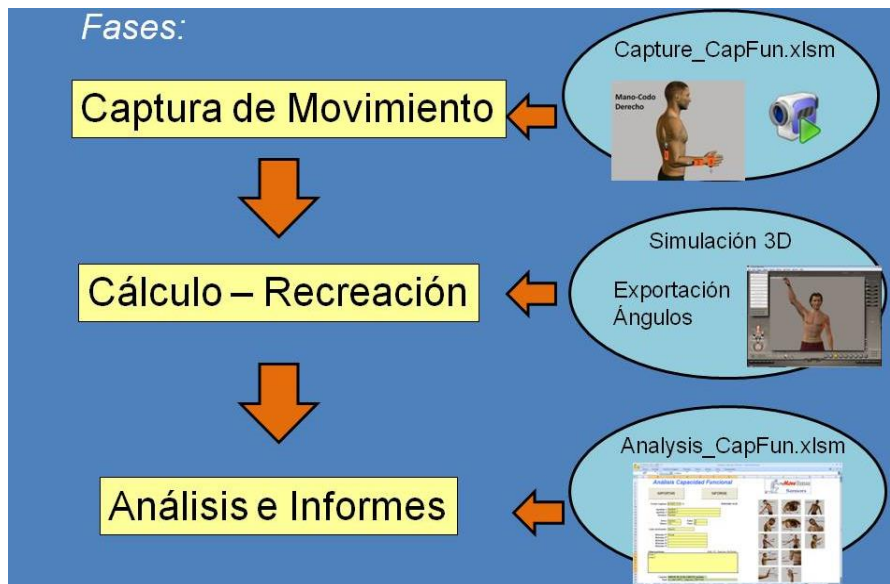 Fases:
Capture_CapFun.xlsm
Captura de Movimiento
Mano-Codo
Derecho
Simulación 3D
Cálculo – Recreación
Exportación
Ángulos
Analysis_CapFun.xlsm
Análisis e Informes
Análisis Capacidad Funcional